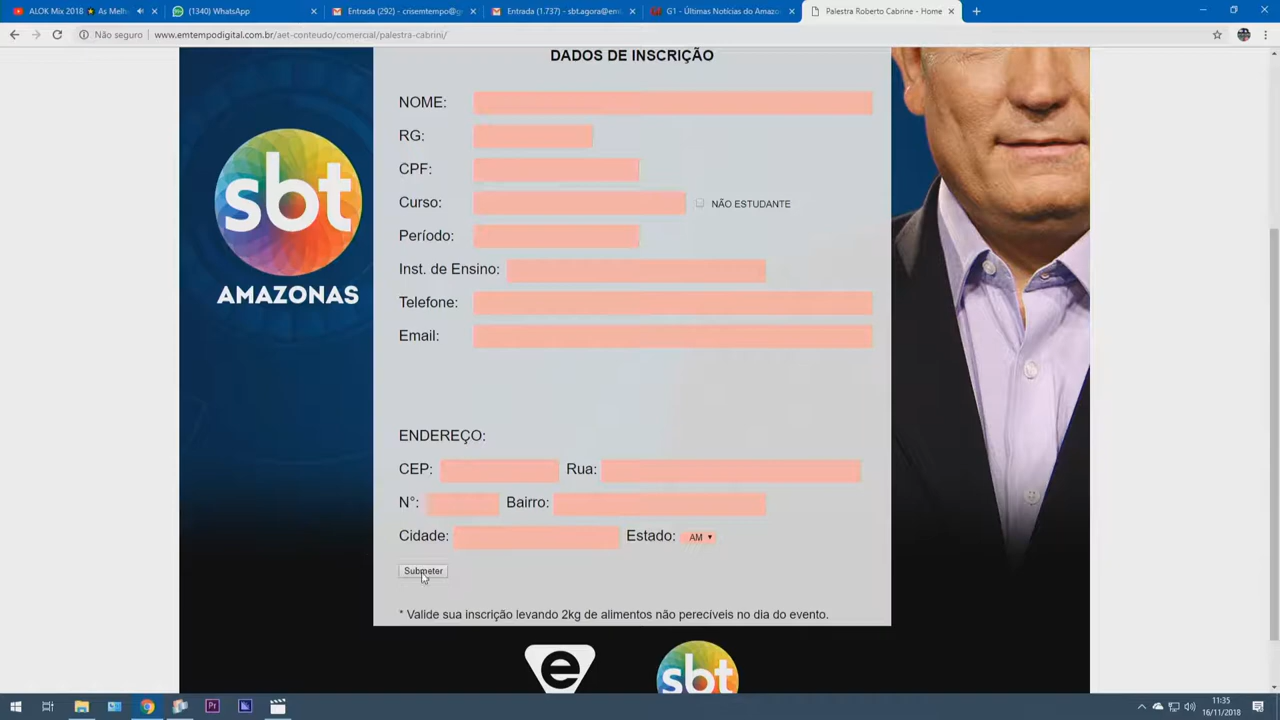 ALOK Mix 2018 ★ As Melh
(1340) WhatsApp
Entrada (292) - crisemtempo@g
Entrada (1.737) - sbt.agora@em
G1 - Últimas Notícias do Amazo
Palestra Roberto Cabrine - Home
Não seguro
www.emtempodigital.com.br/aet-conteudo/comercial/palestra-cabrini/
DADOS DE INSCRIÇÃO
NOME:
RG:
CPF:
Curso:
NÃO ESTUDANTE
Período:
Inst. de Ensino:
Telefone:
Email:
sbt
AMAZONAS
ENDEREÇO:
CEP:
Rua:
N°:
Bairro:
Cidade:
Estado:
AM
Submeter
* Valide sua inscrição levando 2kg de alimentos não perecíveis no dia do evento.
e
sbt
Pr
11:35
16/11/2018